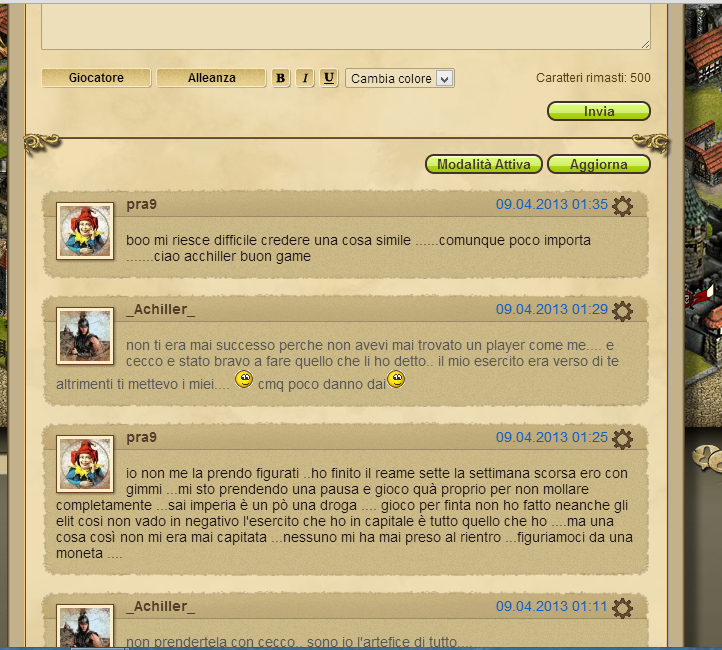 Giocatore Alleanza B I U Cambia colore Caratteri rimasti: 500
Invia
Modalità Attiva Aggiorna
pra9 09.04.2013 01:35
boo mi riesce difficile credere una cosa simile ......comunque poco importa
.......ciao acchiller buon game
_Achiller_ 09.04.2013 01:29
non ti era mai successo perche non avevi mai trovato un player come me.... e
cecco e stato bravo a fare quello che li ho detto.. il mio esercito era verso di te
altrimenti ti mettevo i miei.... cmq poco danno dai
pra9 09.04.2013 01:25
io non me la prendo figurati ..ho finito il reame sette la settimana scorsa ero con
gimmi ...mi sto prendendo una pausa e gioco quà proprio per non mollare
completamente ...sai imperia è un pò una droga .... gioco per finta non ho fatto neanche gli
elit cosi non vado in negativo l'esercito che ho in capitale è tutto quello che ho ....ma una
cosa così non mi era mai capitata ...nessuno mi ha mai preso al rientro ...figuriamoci da una
moneta ....
_Achiller_ 09.04.2013 01:11
non prendertela con cecco.. sono io l'artefice di tutto....